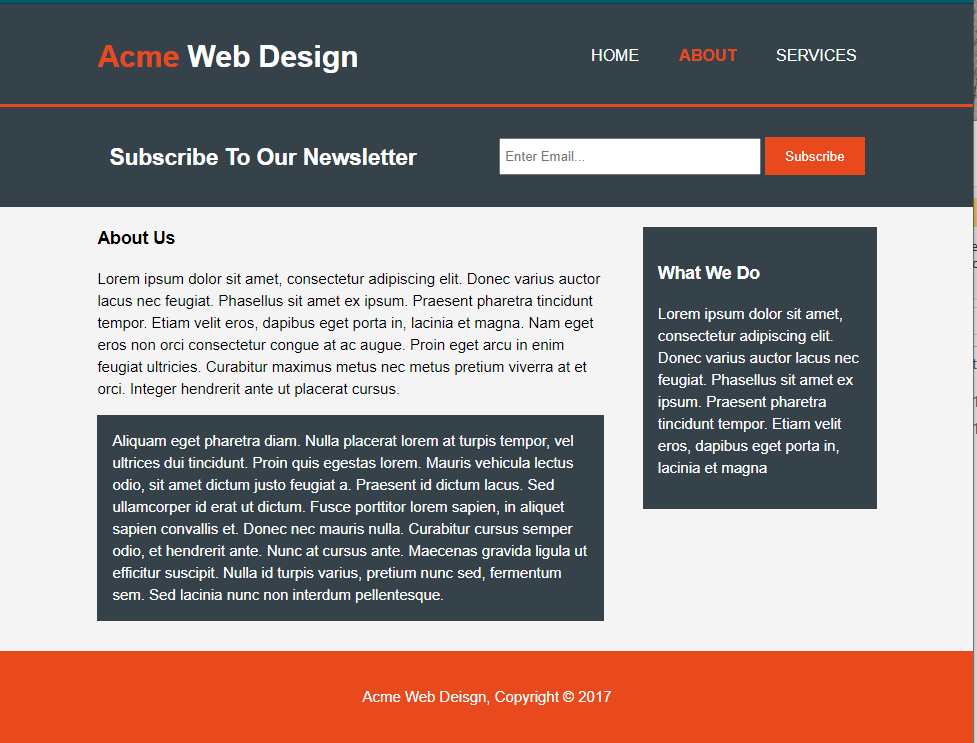 Acme Web Design
HOME ABOUT SERVICES
Subscribe To Our Newsletter
Enter Email...
Subscribe
About Us
Lorem ipsum dolor sit amet, consectetur adipiscing elit. Donec varius auctor
lacus nec feugiat. Phasellus sit amet ex ipsum. Praesent pharetra tincidunt
tempor. Etiam velit eros, dapibus eget porta in, lacinia et magna. Nam eget
eros non orci consectetur congue at ac augue. Proin eget arcu in enim
feugiat ultricies. Curabitur maximus metus nec metus pretium viverra at et
orci. Integer hendrerit ante ut placerat cursus.
Aliquam eget pharetra diam. Nulla placerat lorem at turpis tempor, vel
ultrices dui tincidunt. Proin quis egestas lorem. Mauris vehicula lectus
odio, sit amet dictum justo feugiat a. Praesent id dictum lacus. Sed
ullamcorper id erat ut dictum. Fusce porttitor lorem sapien, in aliquet
sapien convallis et. Donec nec mauris nulla. Curabitur cursus semper
odio, et hendrerit ante. Nunc at cursus ante. Maecenas gravida ligula ut
efficitur suscipit. Nulla id turpis varius, pretium nunc sed, fermentum
sem. Sed lacinia nunc non interdum pellentesque.
What We Do
Lorem ipsum dolor sit amet,
consectetur adipiscing elit.
Donec varius auctor lacus nec
feugiat. Phasellus sit amet ex
ipsum. Praesent pharetra
tincidunt tempor. Etiam velit
eros, dapibus eget porta in,
lacinia et magna
Acme Web Deisgn, Copyright © 2017